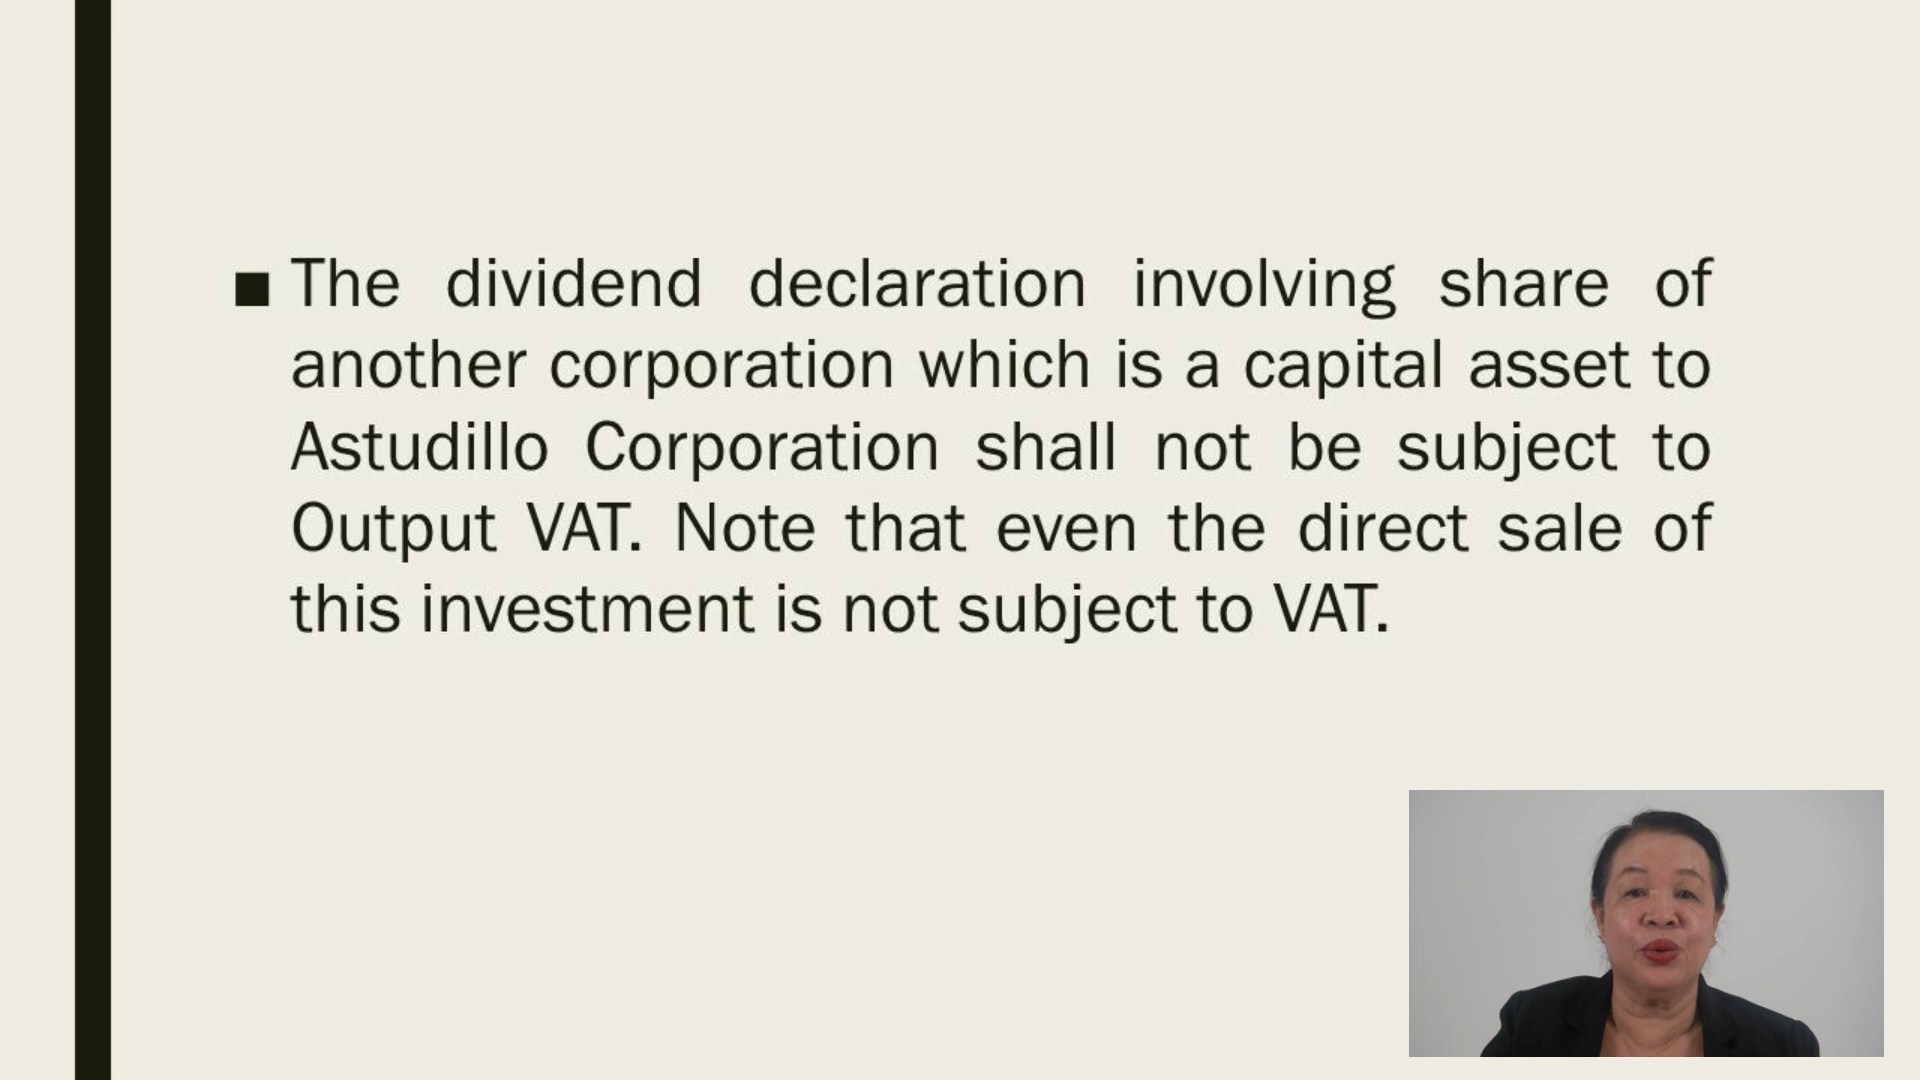 ■ The dividend declaration involving share of
another corporation which is a capital asset to
Astudillo Corporation shall not be subject to
Output VAT. Note that even the direct sale of
this investment is not subject to VAT.